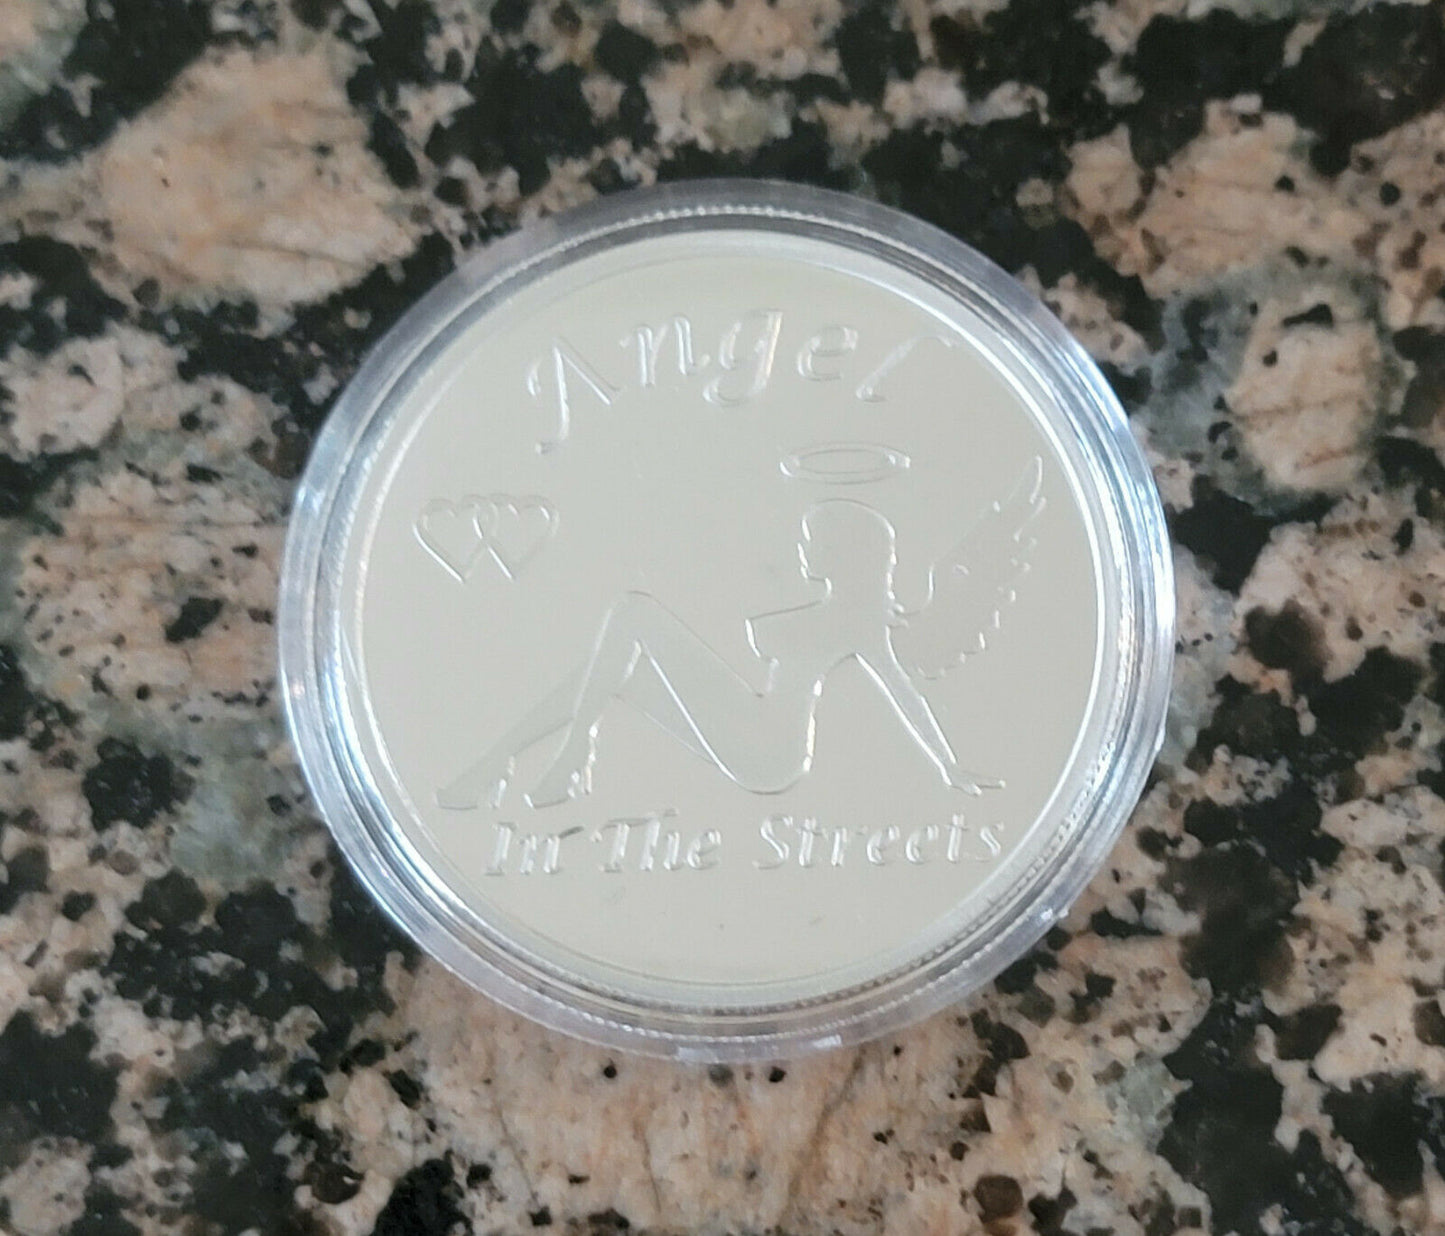 Angel
In The Streets